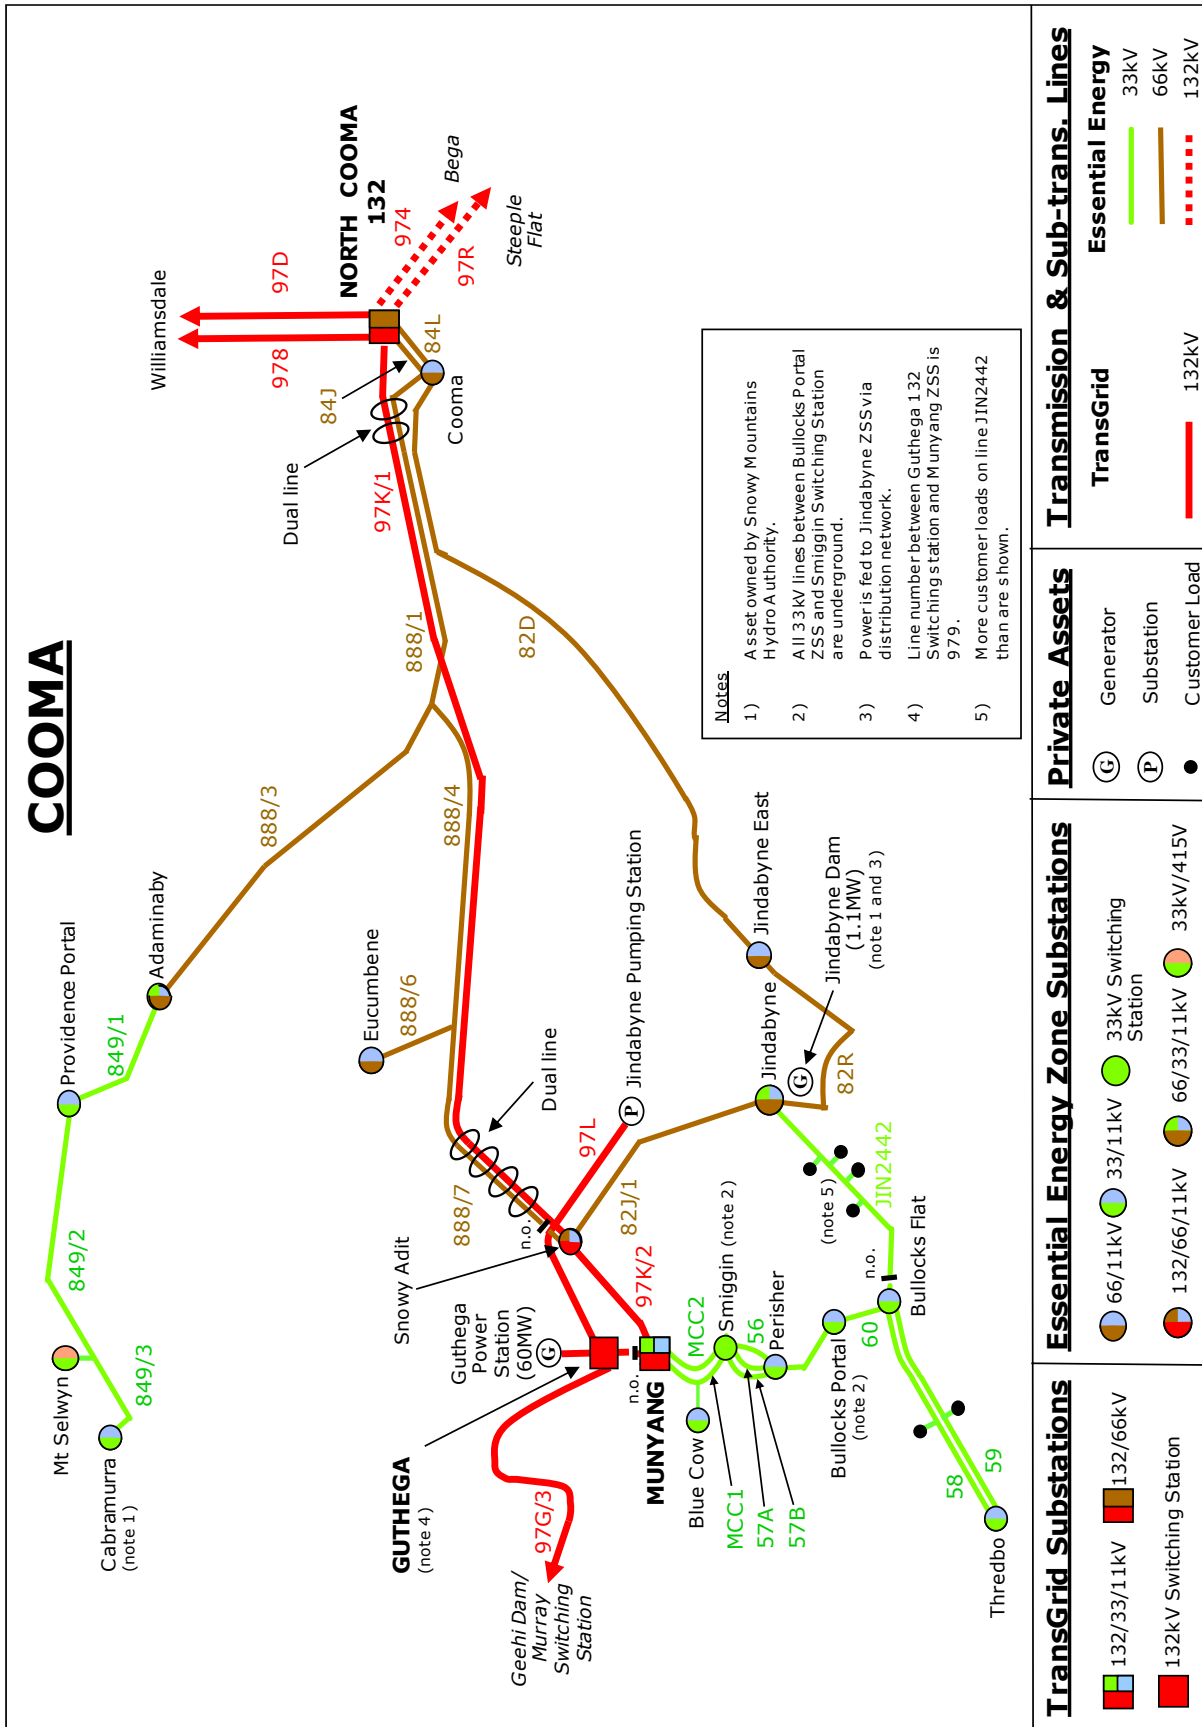 COOMA
Williamsdale
978
97D
NORTH COOMA
132
974
Bega
97R
Steeple
Flat
84J
84L
Dual line
Cooma
97K/1
888/1
82D
888/3
888/4
Providence Portal
Adaminaby
849/1
849/2
Mt Selwyn
849/3
Cabramurra
(note 1)
Eucumbene
888/6
Dual line
888/7
n.o.
Snowy Adit
97L
Jindabyne Pumping Station
P
82J/1
97K/2
Guthega
Power
Station
(60MW)
G
GUTHEGA
(note 4)
n.o.
MUNYANG
97G/3
Geehi Dam/
Murray
Switching
Station
Jindabyne East
Jindabyne
G
Jindabyne Dam
(1.1MW)
(note 1 and 3)
82R
JIN2442
(note 5)
MCC2
Smiggin (note 2)
56
Perisher
Blue Cow
MCC1
57A
57B
Bullocks Portal
(note 2)
60
n.o.
Bullocks Flat
58
59
Thredbo
Notes
1) Asset owned by Snowy Mountains
Hydro Authority.
2) All 33kV lines between Bullocks Portal
ZSS and Smiggin Switching Station
are underground.
3) Power is fed to Jindabyne ZSS via
distribution network.
4) Line number between Guthega 132
Switching station and Munyang ZSS is
979.
5) More customer loads on line JIN2442
than are shown.
TransGrid Substations
132/33/11kV
132/66kV
132kV Switching Station
Essential Energy Zone Substations
66/11kV
33/11kV
33kV Switching
Station
132/66/11kV
66/33/11kV
33kV/415V
Private Assets
G Generator
P Substation
Customer Load
Transmission & Sub-trans. Lines
TransGrid
132kV
Essential Energy
33kV
66kV
132kV